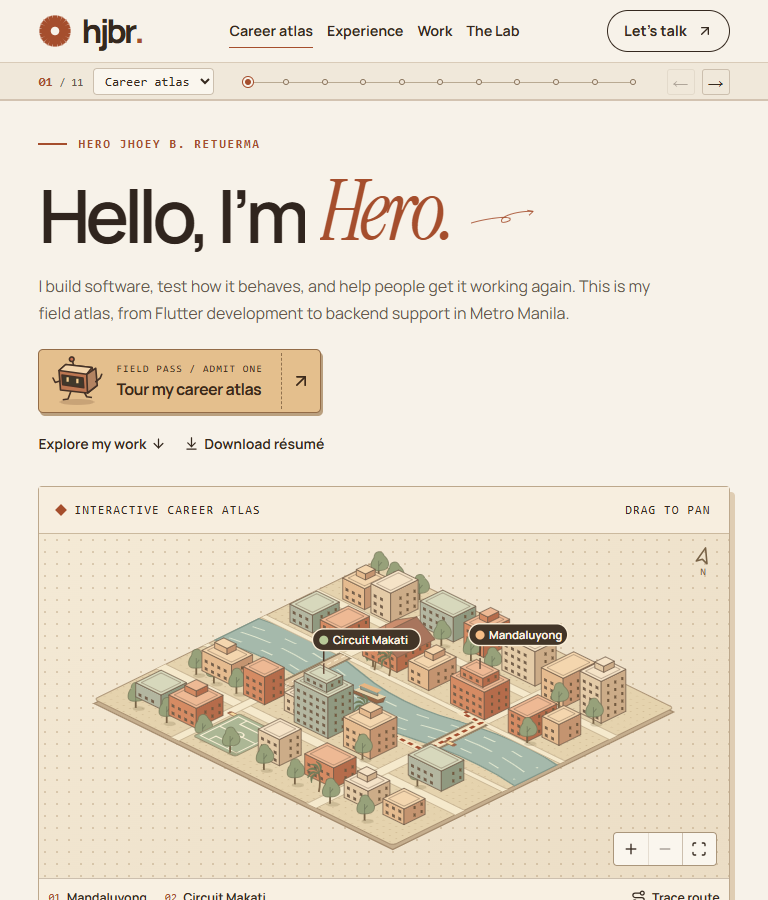 hjbr.
Career atlas Experience Work The Lab
Let's talk
01 / 11 Career atlas
← →
HERO JHOEY B. RETUERMA
Hello, I'm Hero.
I build software, test how it behaves, and help people get it working again. This is my
field atlas, from Flutter development to backend support in Metro Manila.
FIELD PASS / ADMIT ONE
Tour my career atlas
Explore my work ↓ Download résumé
INTERACTIVE CAREER ATLAS
DRAG TO PAN
N
Circuit Makati
Mandaluyong
+ −
01 Mandaluyong 02 Circuit Makati
Trace route